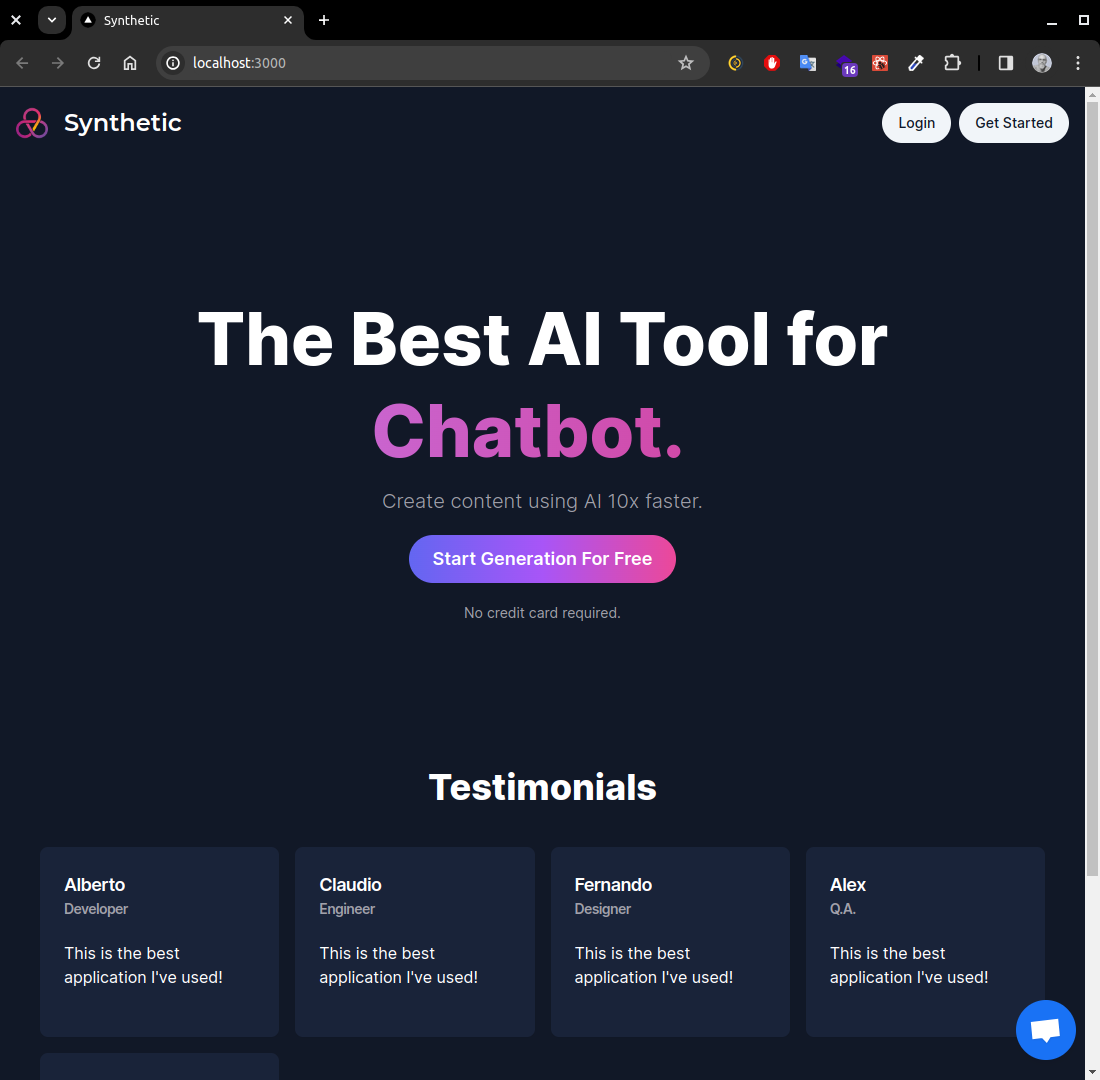 Synthetic
localhost:3000
16
Synthetic
Login
Get Started
The Best AI Tool for
Chatbot.
Create content using AI 10x faster.
Start Generation For Free
No credit card required.
Testimonials
Alberto
Developer
This is the best
application I've used!
Claudio
Engineer
This is the best
application I've used!
Fernando
Designer
This is the best
application I've used!
Alex
Q.A.
This is the best
application I've used!